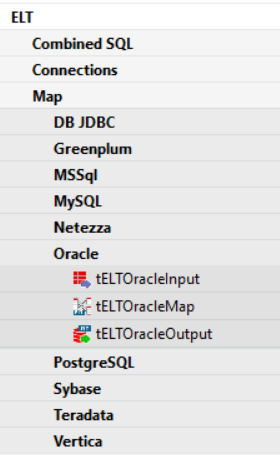 ELT
Combined SQL
Connections
Map
DB JDBC
Greenplum
MSSql
MySQL
Netezza
Oracle
tELTOracleInput
tELTOracleMap
tELTOracleOutput
PostgreSQL
Sybase
Teradata
Vertica